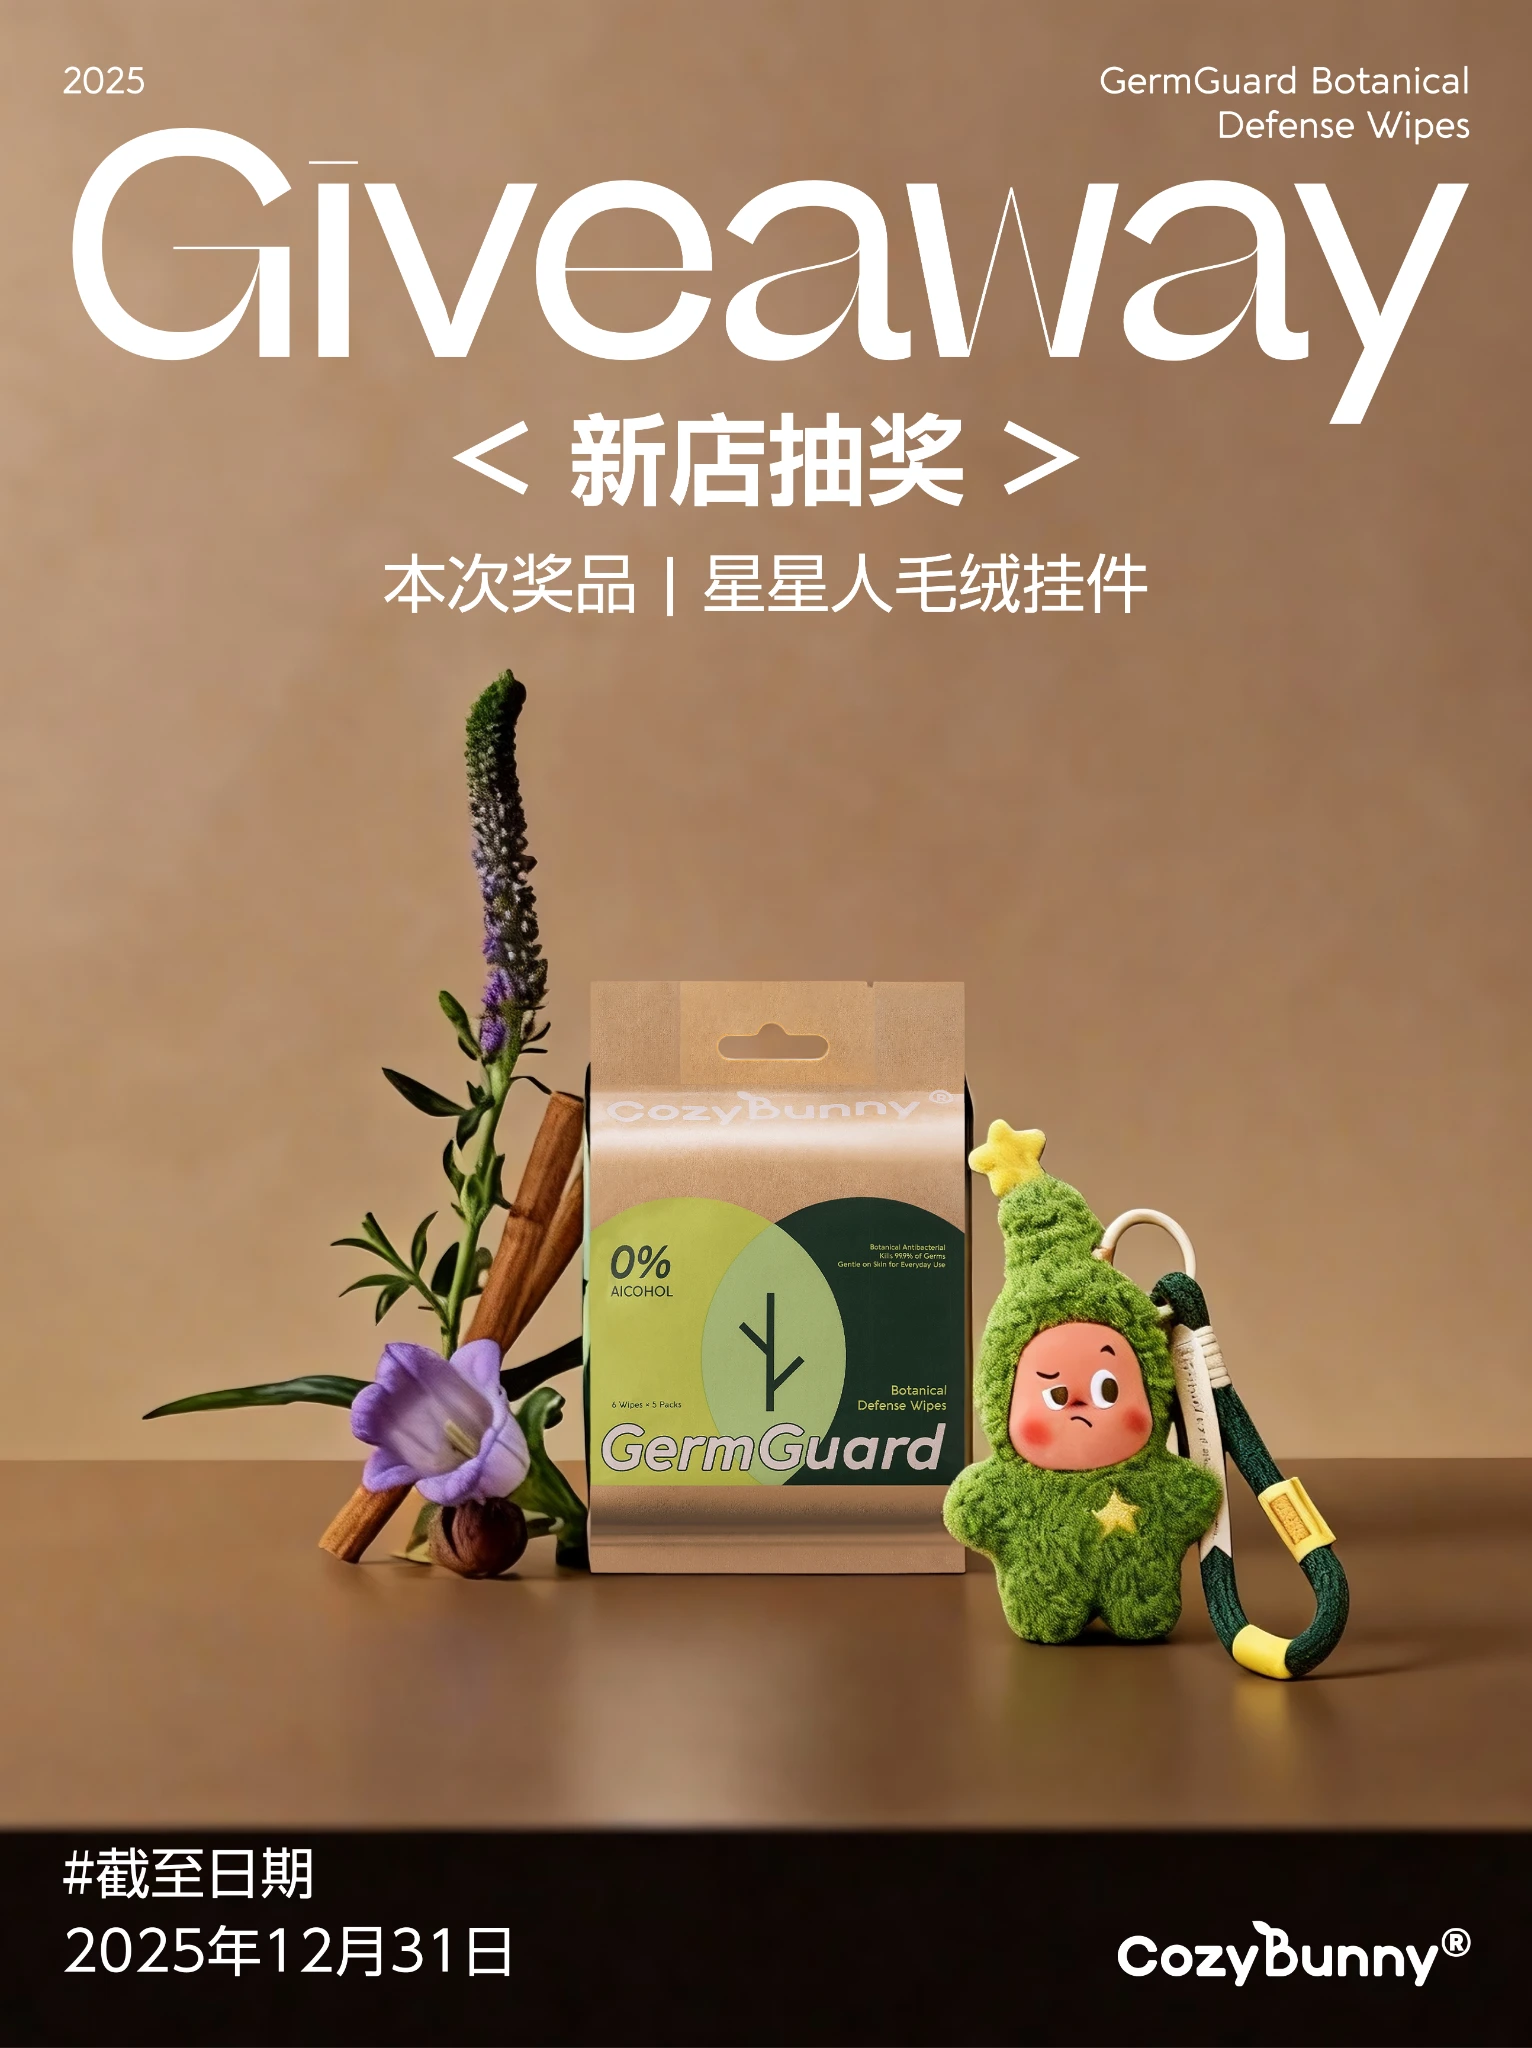 2025
GermGuard Botanical
Defense Wipes
Giveaway
< 新店抽奖 >
本次奖品 | 星星人毛绒挂件
CozyBunny®
0%
AICOHOL
Botanical Antibacterial
Kills 99.9% of Germs
Gentle on Skin for Everyday Use
Botanical
Defense Wipes
6 Wipes × 5 Packs
GermGuard
#截至日期
2025年12月31日
CozyBunny®